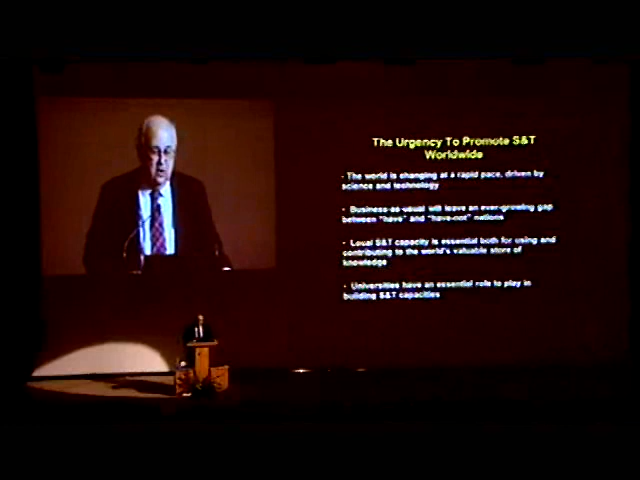 The Urgency To Promote S&T
Worldwide
- The world is changing at a rapid pace, driven by
science and technology
- Business-as-usual will leave an ever-growing gap
between "have" and "have-not" nations
- Local S&T capacity is essential both for using and
contributing to the world's valuable store of
knowledge
- Universities have an essential role to play in
building S&T capacities